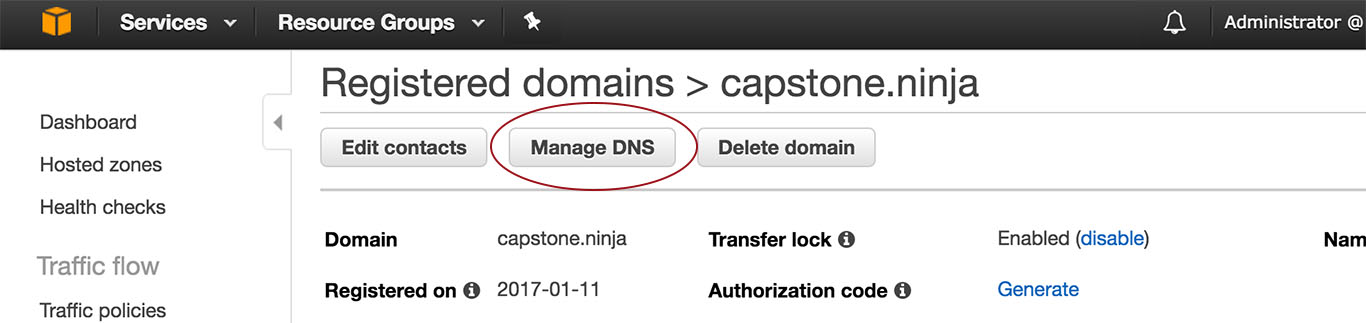 Services Resource Groups Administrator @
Registered domains > capstone.ninja
Dashboard
Hosted zones
Health checks
Traffic flow
Traffic policies
Edit contacts Manage DNS Delete domain
Domain capstone.ninja Transfer lock Enabled (disable) Nam
Registered on 2017-01-11 Authorization code Generate